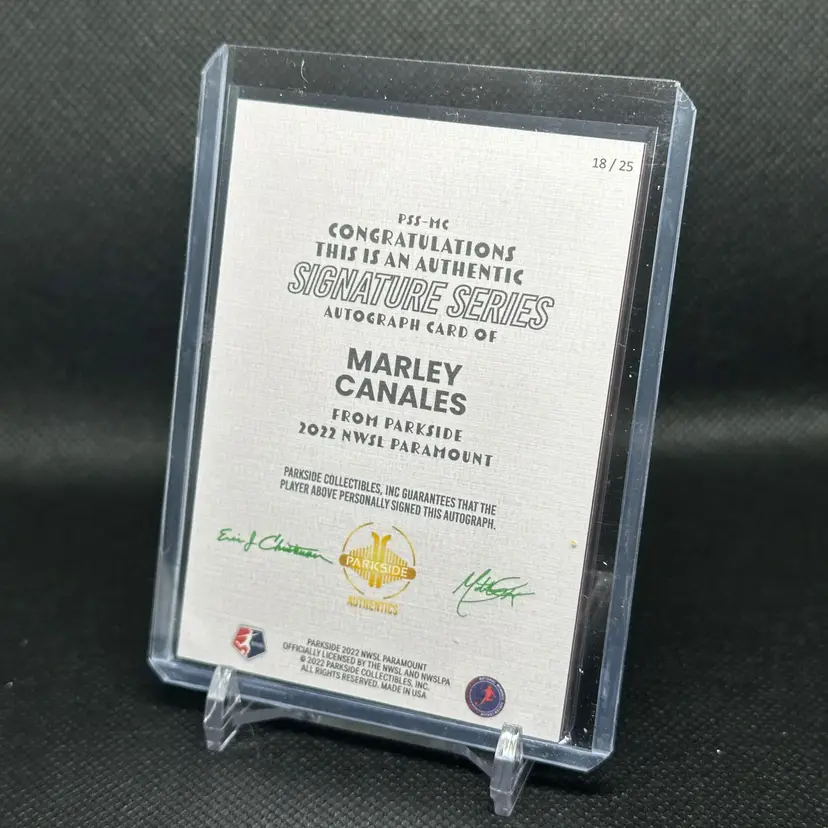 18 / 25
PSS-MC
CONGRATULATIONS
THIS IS AN AUTHENTIC
SIGNATURE SERIES
AUTOGRAPH CARD OF
MARLEY
CANALES
FROM PARKSIDE
2022 NWSL PARAMOUNT
PARKSIDE COLLECTIBLES, INC GUARANTEES THAT THE
PLAYER ABOVE PERSONALLY SIGNED THIS AUTOGRAPH.
PARKSIDE
AUTHENTICS
PARKSIDE 2022 NWSL PARAMOUNT
OFFICIALLY LICENSED BY THE NWSL AND NWSLPA
© 2022 PARKSIDE COLLECTIBLES, INC.
ALL RIGHTS RESERVED. MADE IN USA